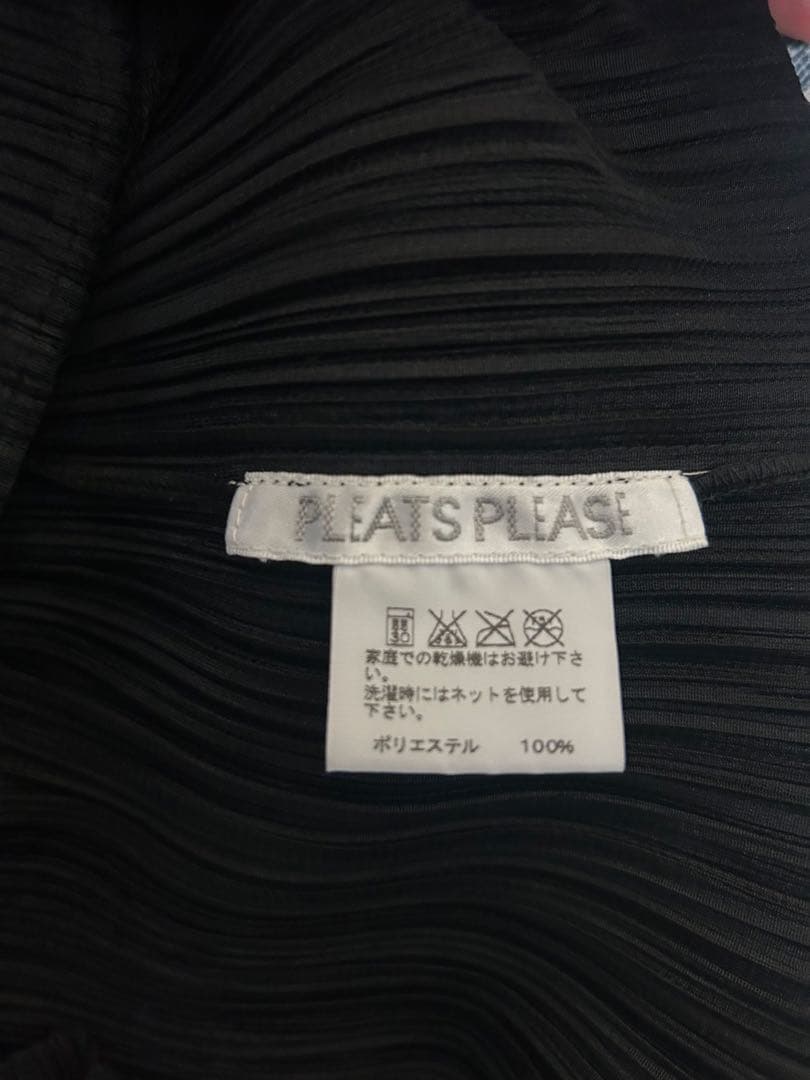 PLEATS PLEASE
30
家庭での乾燥機はお避け下さ
い。
洗濯時にはネットを使用して
下さい。
ポリエステル 100%